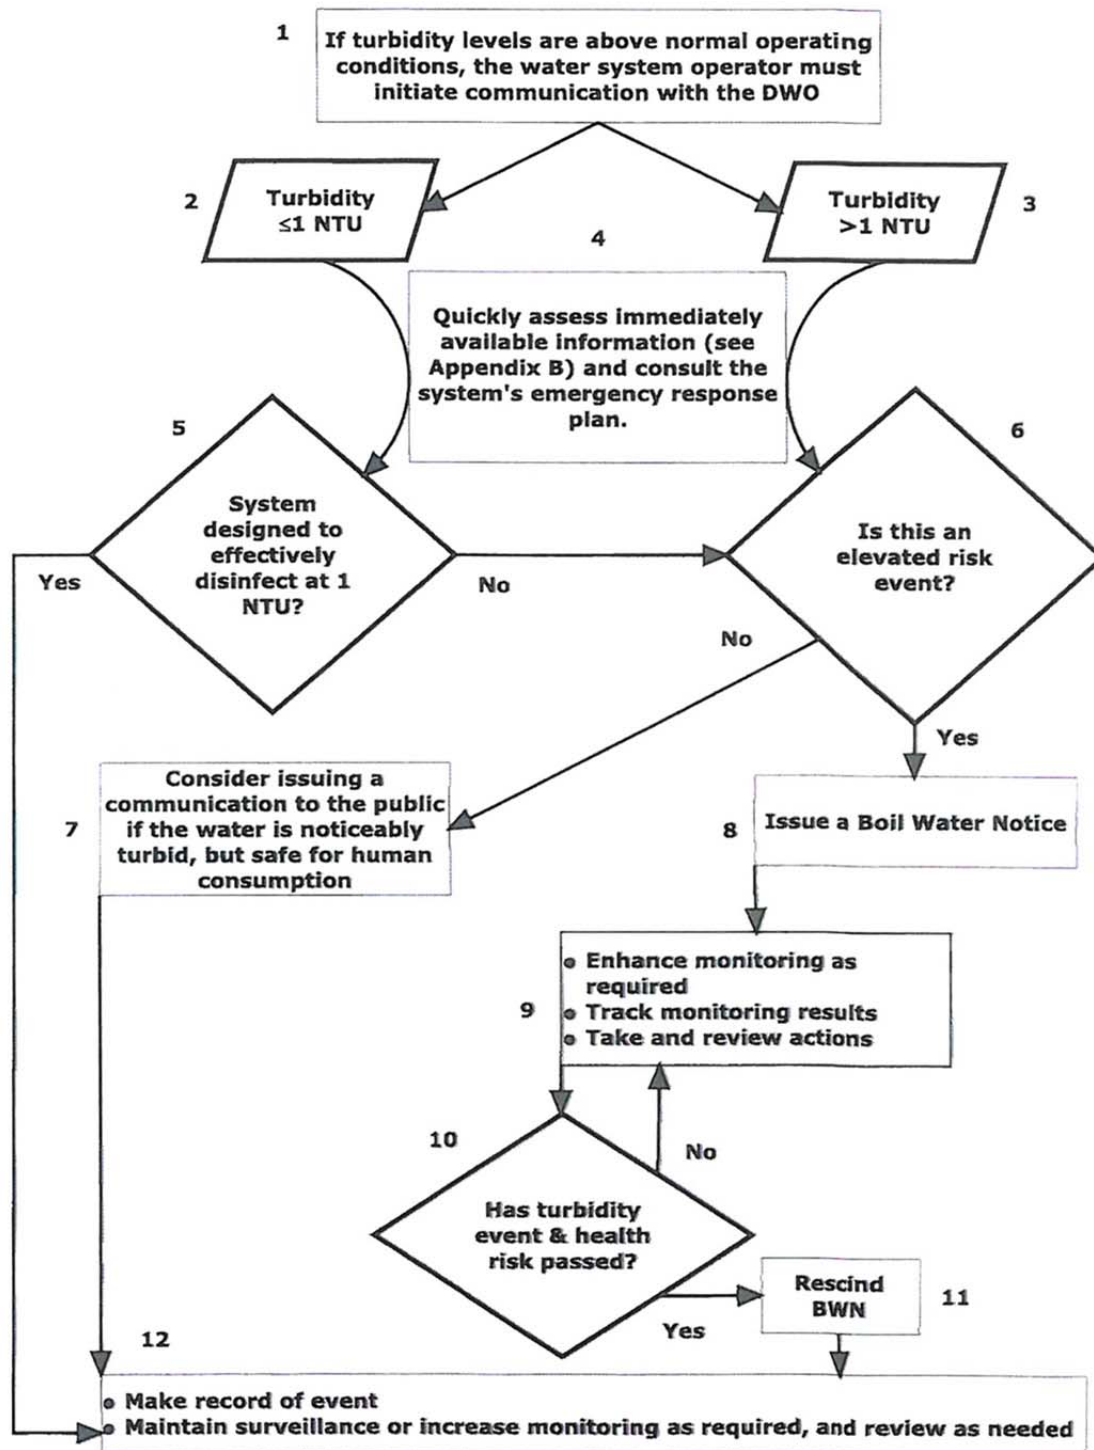 1
If turbidity levels are above normal operating
conditions, the water system operator must
initiate communication with the DWO
2
Turbidity
≤1 NTU
3
Turbidity
>1 NTU
4
Quickly assess immediately
available information (see
Appendix B) and consult the
system's emergency response
plan.
5
System
designed to
effectively
disinfect at 1
NTU?
Yes
No
6
Is this an
elevated risk
event?
No
Yes
7
Consider issuing a
communication to the public
if the water is noticeably
turbid, but safe for human
consumption
8
Issue a Boil Water Notice
9
• Enhance monitoring as
required
• Track monitoring results
• Take and review actions
10
Has turbidity
event & health
risk passed?
No
Yes
Rescind
BWN
11
12
• Make record of event
• Maintain surveillance or increase monitoring as required, and review as needed